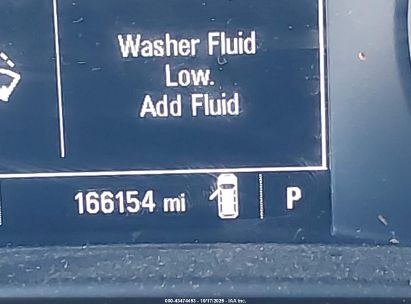 Washer Fluid
Low.
Add Fluid
166154 mi P